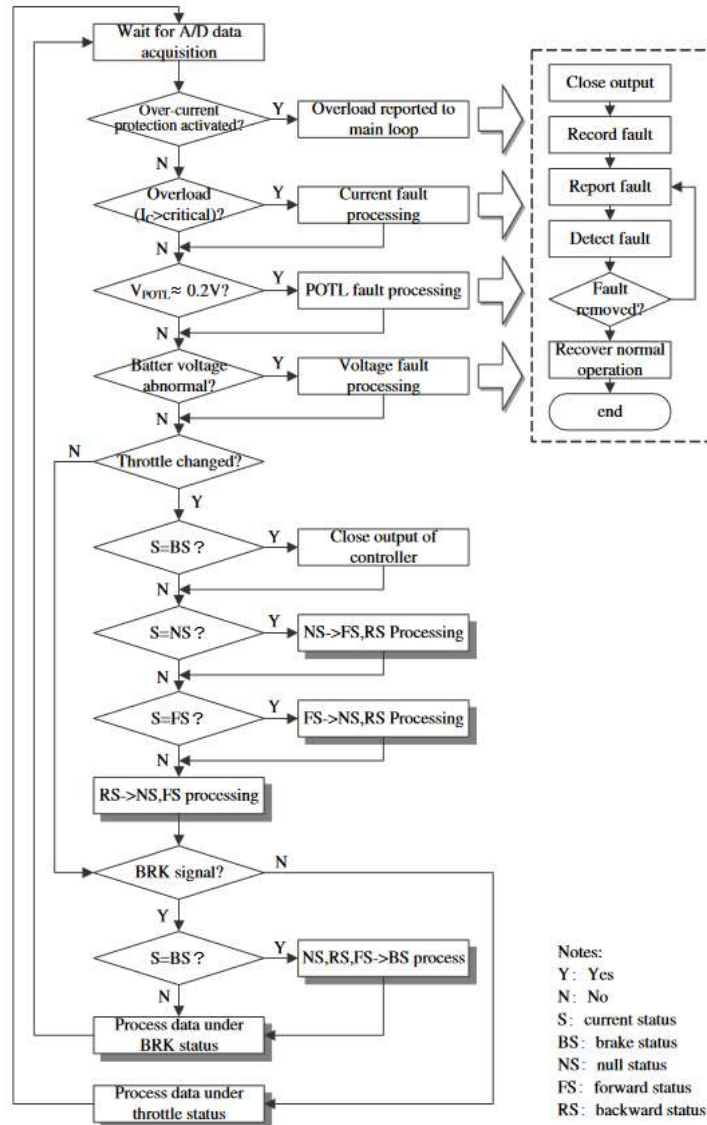 Wait for A/D data
acquisition
Over-current
protection activated?
Y
Overload reported to
main loop
N
Overload
(IC>critical)?
Y
Current fault
processing
N
VPOTL≈ 0.2V?
Y
POTL fault processing
N
Batter voltage
abnormal?
Y
Voltage fault
processing
N
N
Throttle changed?
Y
S=BS?
Y
Close output of
controller
N
S=NS?
Y
NS->FS,RS Processing
N
S=FS?
Y
FS->NS,RS Processing
N
RS->NS,FS processing
BRK signal?
N
Y
S=BS?
Y
NS,RS,FS->BS process
N
Process data under
BRK status
Process data under
throttle status
Close output
Record fault
Report fault
Detect fault
Fault
removed?
Recover normal
operation
end
Notes:
Y: Yes
N: No
S: current status
BS: brake status
NS: null status
FS: forward status
RS: backward status